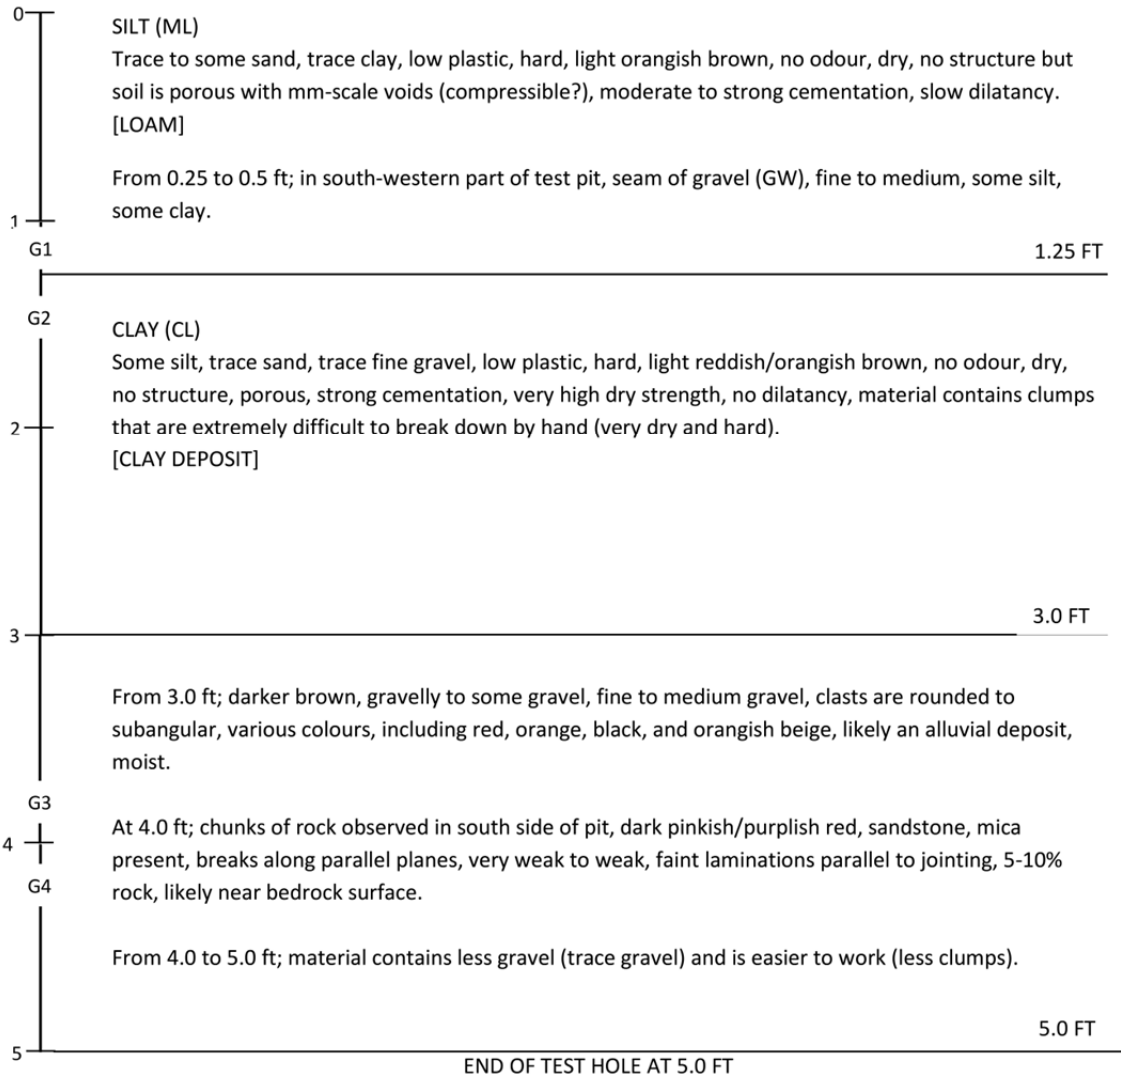 0
SILT (ML)
Trace to some sand, trace clay, low plastic, hard, light orangish brown, no odour, dry, no structure but
soil is porous with mm-scale voids (compressible?), moderate to strong cementation, slow dilatancy.
[LOAM]
From 0.25 to 0.5 ft; in south-western part of test pit, seam of gravel (GW), fine to medium, some silt,
some clay.
1
G1
1.25 FT
G2
CLAY (CL)
Some silt, trace sand, trace fine gravel, low plastic, hard, light reddish/orangish brown, no odour, dry,
no structure, porous, strong cementation, very high dry strength, no dilatancy, material contains clumps
that are extremely difficult to break down by hand (very dry and hard).
2
[CLAY DEPOSIT]
3.0 FT
3
From 3.0 ft; darker brown, gravelly to some gravel, fine to medium gravel, clasts are rounded to
subangular, various colours, including red, orange, black, and orangish beige, likely an alluvial deposit,
moist.
G3
At 4.0 ft; chunks of rock observed in south side of pit, dark pinkish/purplish red, sandstone, mica
4
present, breaks along parallel planes, very weak to weak, faint laminations parallel to jointing, 5-10%
G4
rock, likely near bedrock surface.
From 4.0 to 5.0 ft; material contains less gravel (trace gravel) and is easier to work (less clumps).
5.0 FT
5
END OF TEST HOLE AT 5.0 FT